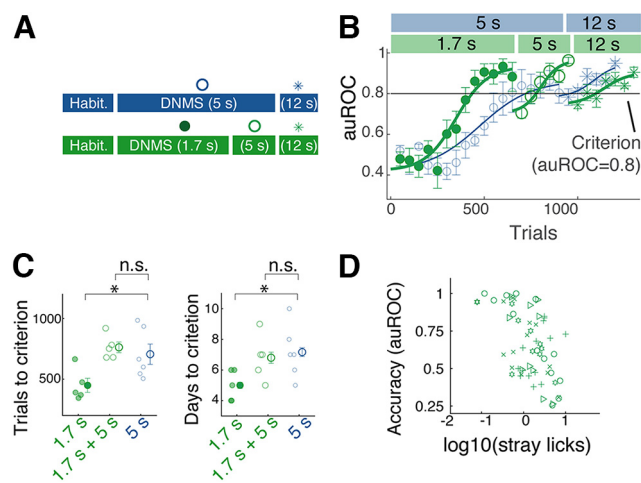 A
Habit. DNMS (5 s) (12 s)
Habit. DNMS (1.7 s) (5 s) (12 s)
B
5 s 12 s
1.7 s 5 s 12 s
auROC
1
0.8
0.6
0.4
0 500 1000
Trials
Criterion
(auROC=0.8)
C
n.s.
*
Trials to criterion
1000
500
1.7 s
1.7 s + 5 s
5 s
n.s.
*
Days to critetion
10
8
6
4
1.7 s
1.7 s + 5 s
5 s
D
Accuracy (auROC)
1
0.75
0.5
0.25
-2 -1 0 1
log10(stray licks)